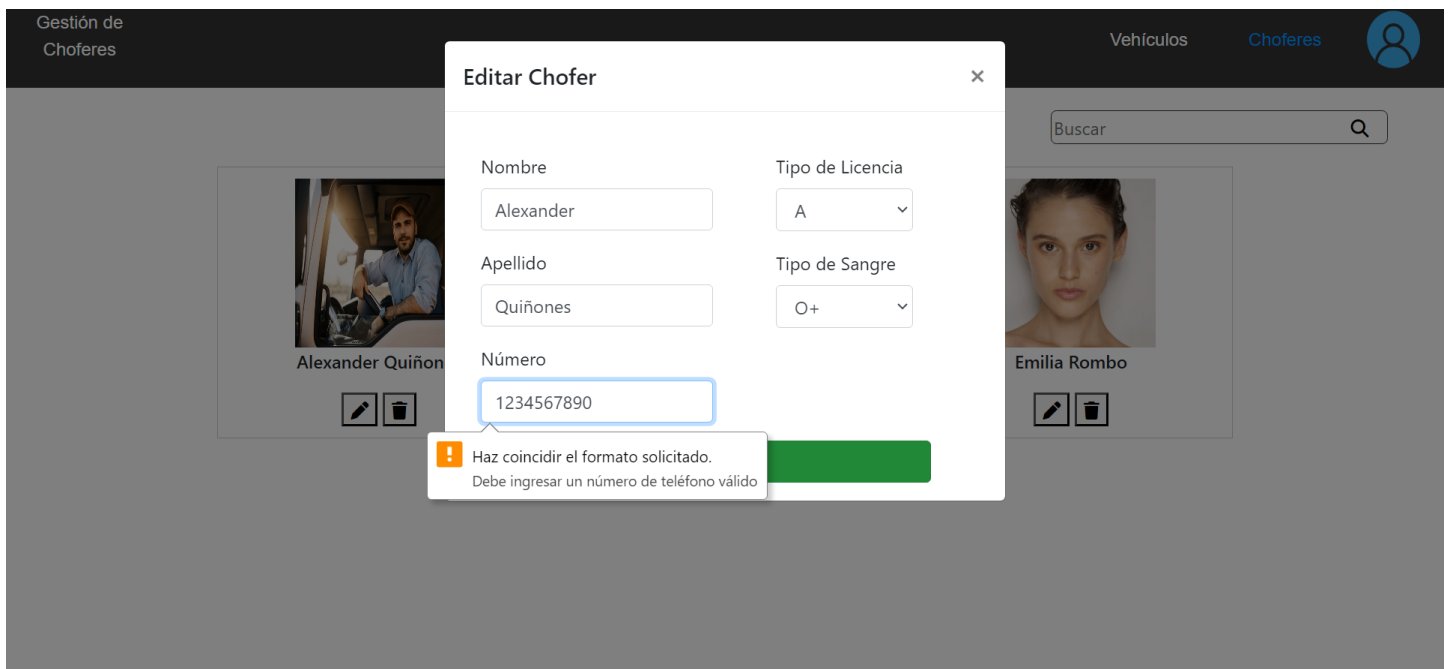 Gestión de
Choferes
Vehículos
Choferes
Editar Chofer
×
Buscar
Nombre
Tipo de Licencia
Alexander
A
Apellido
Tipo de Sangre
Quiñones
O+
Número
1234567890
Alexander Quiñon
Emilia Rombo
Haz coincidir el formato solicitado.
Debe ingresar un número de teléfono válido